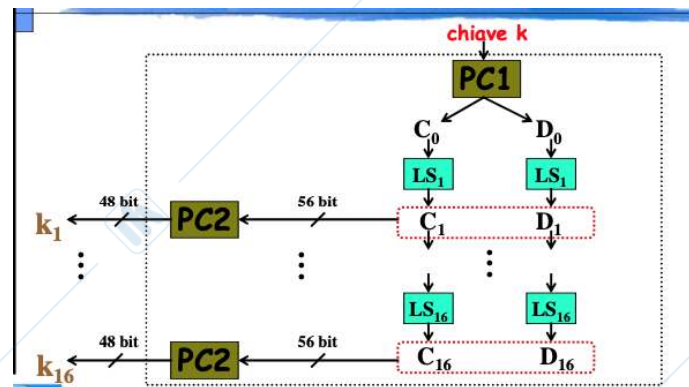 chiave k
PC1
C0 D0
LS1 LS1
k1 48 bit PC2 56 bit C1 D1
LS16 LS16
k16 48 bit PC2 56 bit C16 D16